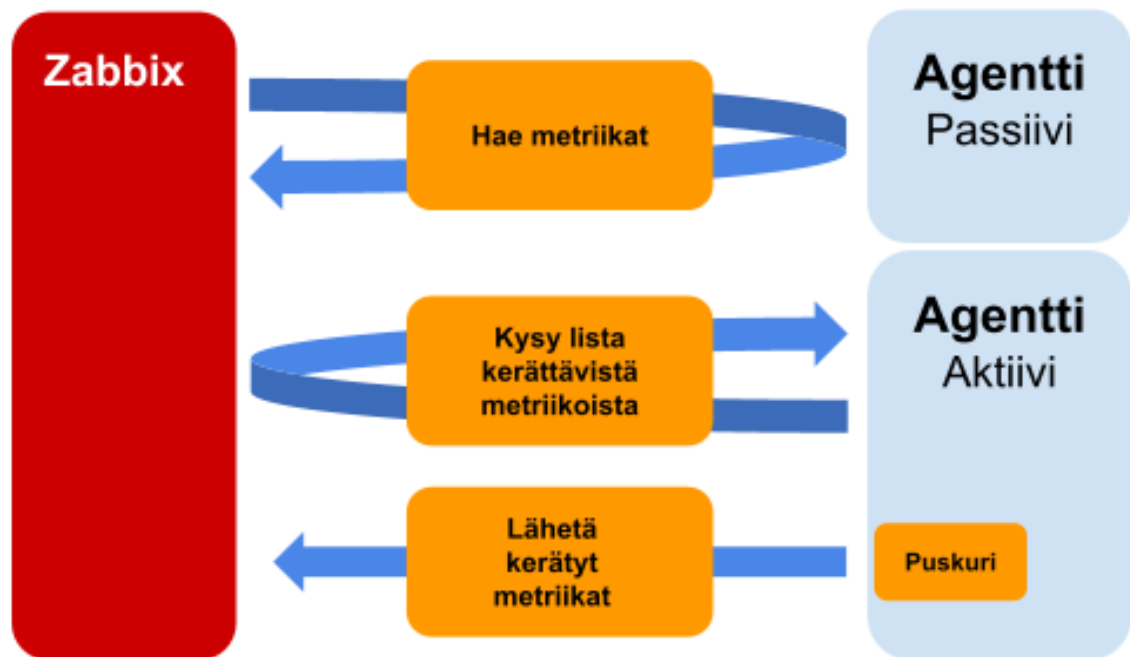 Zabbix
Hae metriikat
Agentti
Passiivi
Kysy lista
kerättävistä
metriikoista
Agentti
Aktiivi
Lähetä
kerätyt
metriikat
Puskuri